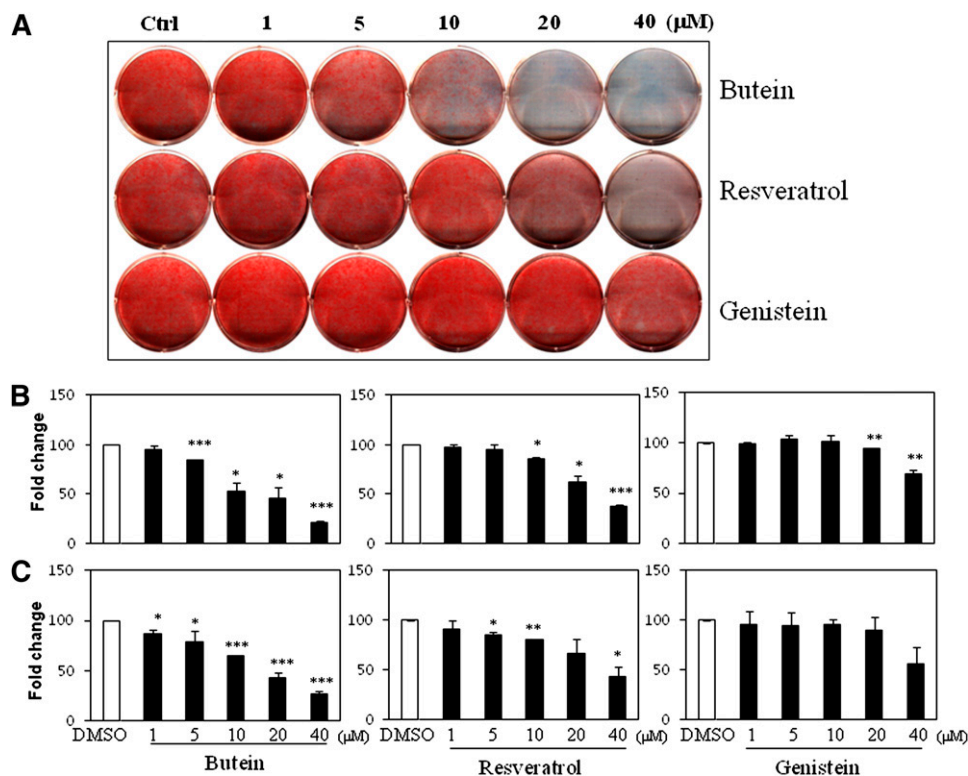 A
Ctrl 1 5 10 20 40 (μM)
Butein
Resveratrol
Genistein
B
Fold change
150 100 50 0
*** * * ***
150 100 50 0
* * ***
150 100 50 0
** **
C
Fold change
150 100 50 0
* * *** *** ***
150 100 50 0
* ** *
150 100 50 0
DMSO 1 5 10 20 40 (μM)
Butein
DMSO 1 5 10 20 40 (μM)
Resveratrol
DMSO 1 5 10 20 40 (μM)
Genistein